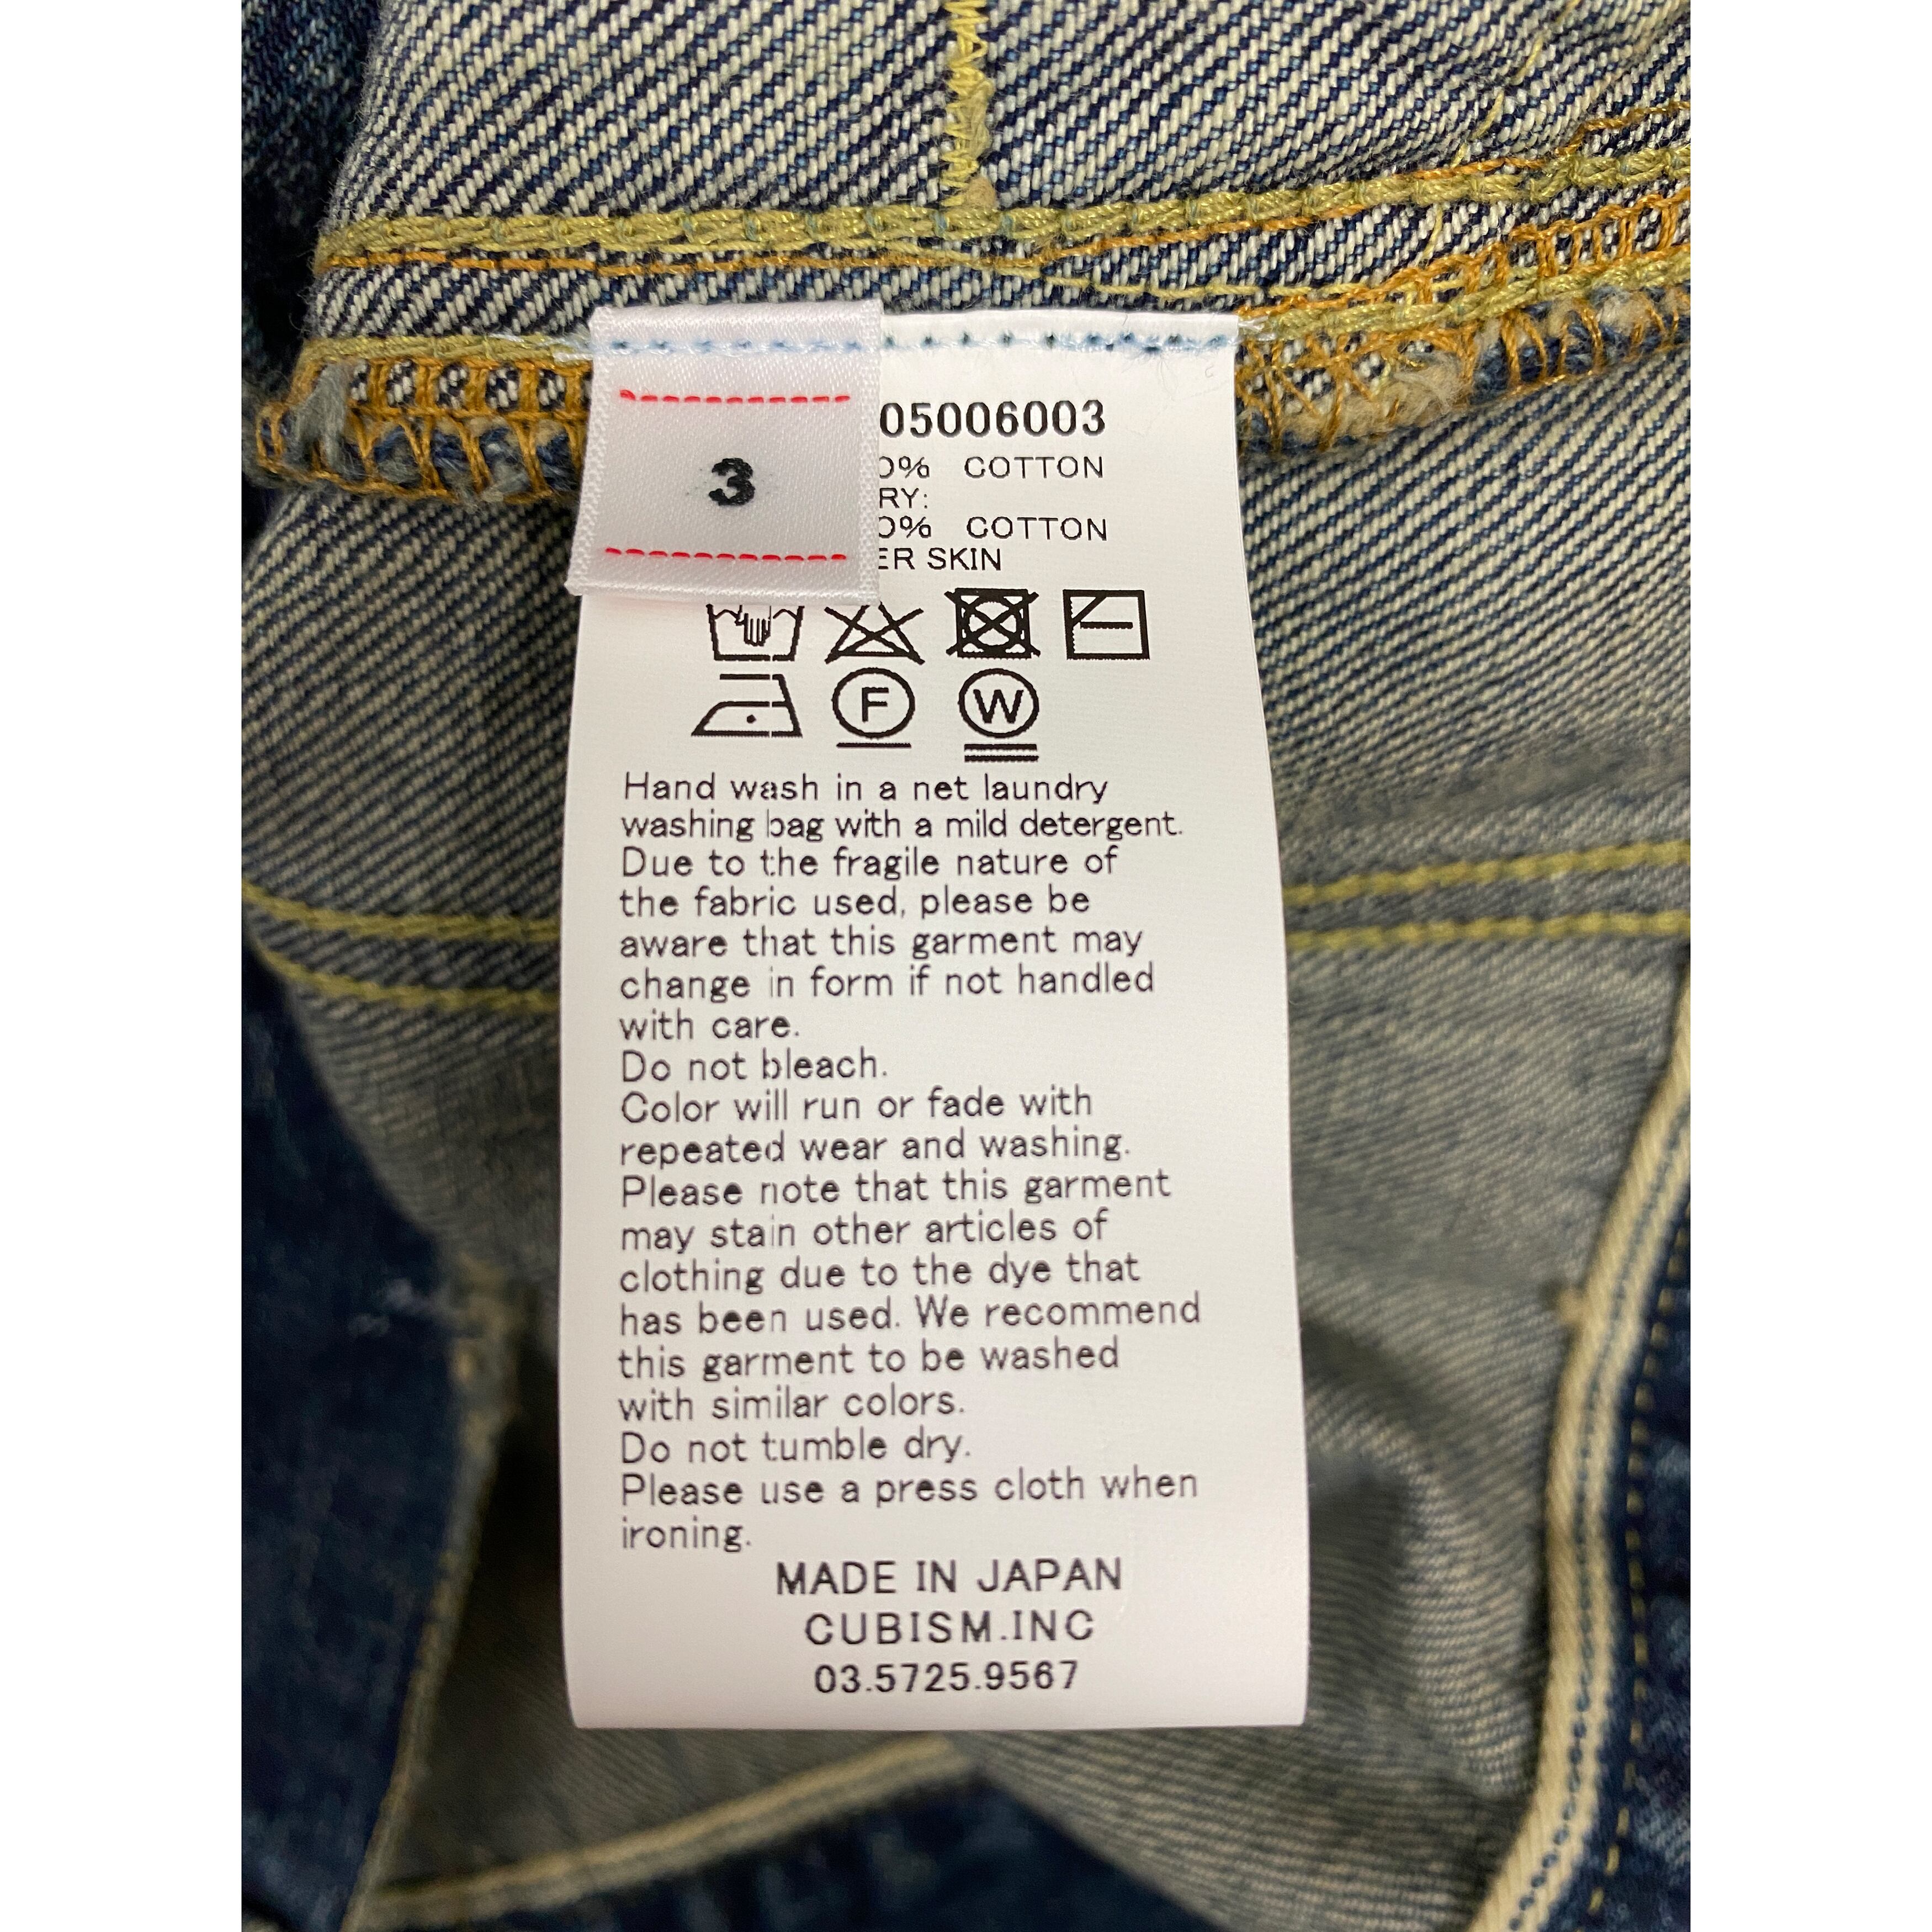 3
05006003
0% COTTON
RY:
0% COTTON
ER SKIN
F W
Hand wash in a net laundry
washing bag with a mild detergent.
Due to the fragile nature of
the fabric used, please be
aware that this garment may
change in form if not handled
with care.
Do not bleach.
Color will run or fade with
repeated wear and washing.
Please note that this garment
may stain other articles of
clothing due to the dye that
has been used. We recommend
this garment to be washed
with similar colors.
Do not tumble dry.
Please use a press cloth when
ironing.
MADE IN JAPAN
CUBISM.INC
03.5725.9567